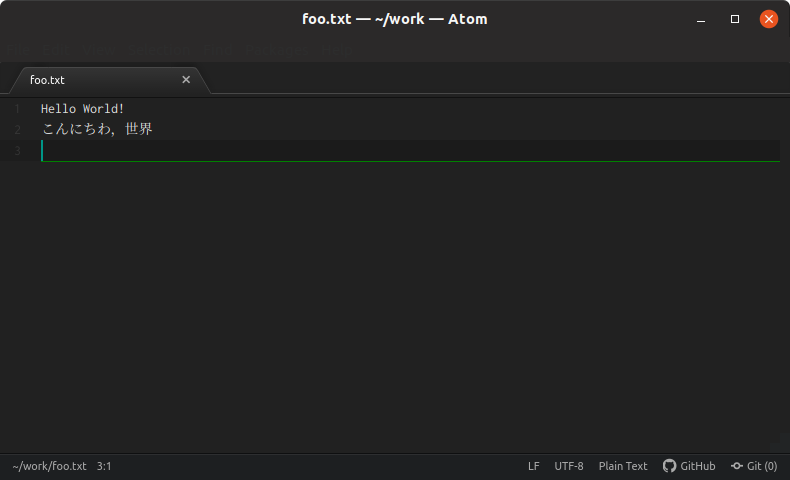 foo.txt — ~/work — Atom
foo.txt
1 Hello World!
2 こんにちわ，世界
3
~/work/foo.txt 3:1 LF UTF-8 Plain Text GitHub Git (0)